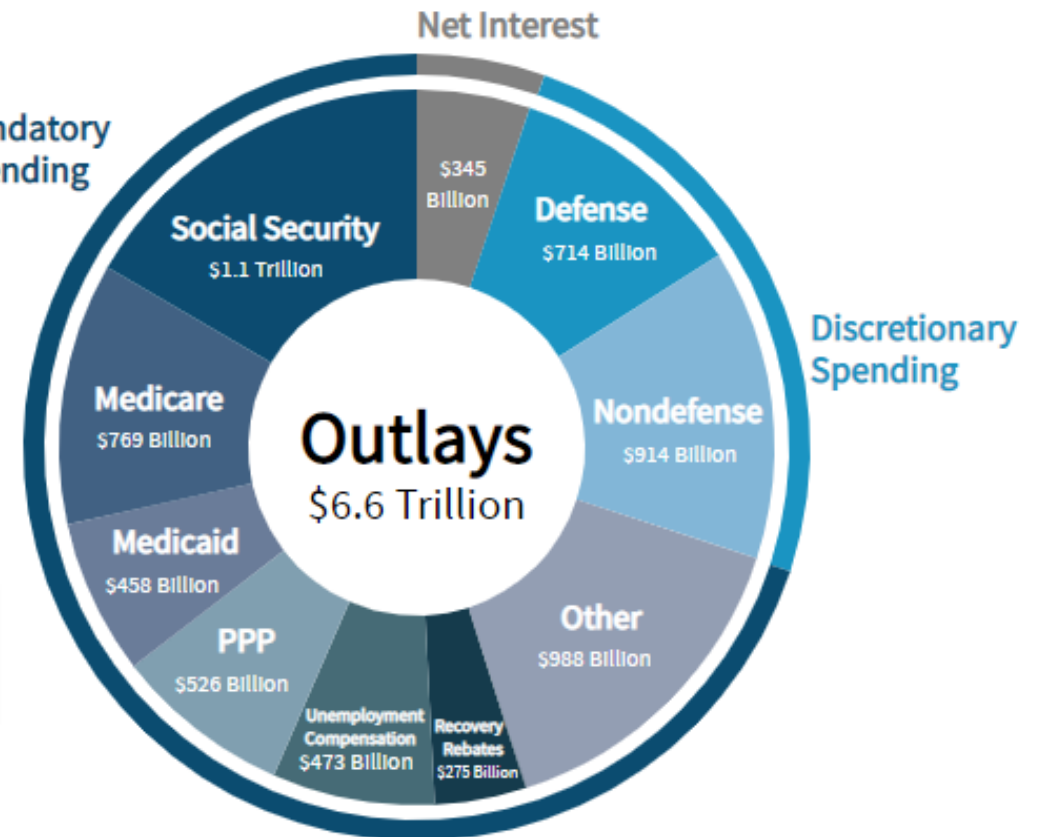 Net Interest
ndatory
ending
$345
Billion
Defense
$714 Billion
Social Security
$1.1 Trillion
Discretionary
Spending
Medicare
$769 Billion
Nondefense
$914 Billion
Outlays
$6.6 Trillion
Medicaid
$458 Billion
Other
$988 Billion
PPP
$526 Billion
Unemployment
Compensation
$473 Billion
Recovery
Rebates
$275 Billion